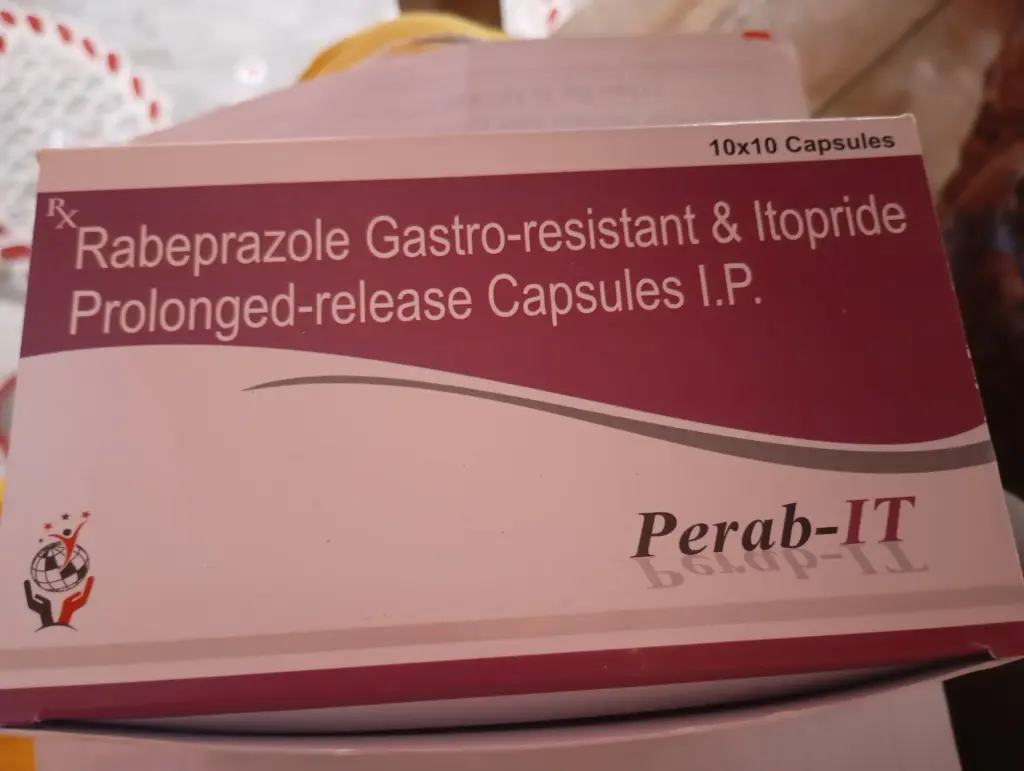 10x10 Capsules
Rx
Rabeprazole Gastro-resistant & Itopride
Prolonged-release Capsules I.P.
Perab-IT